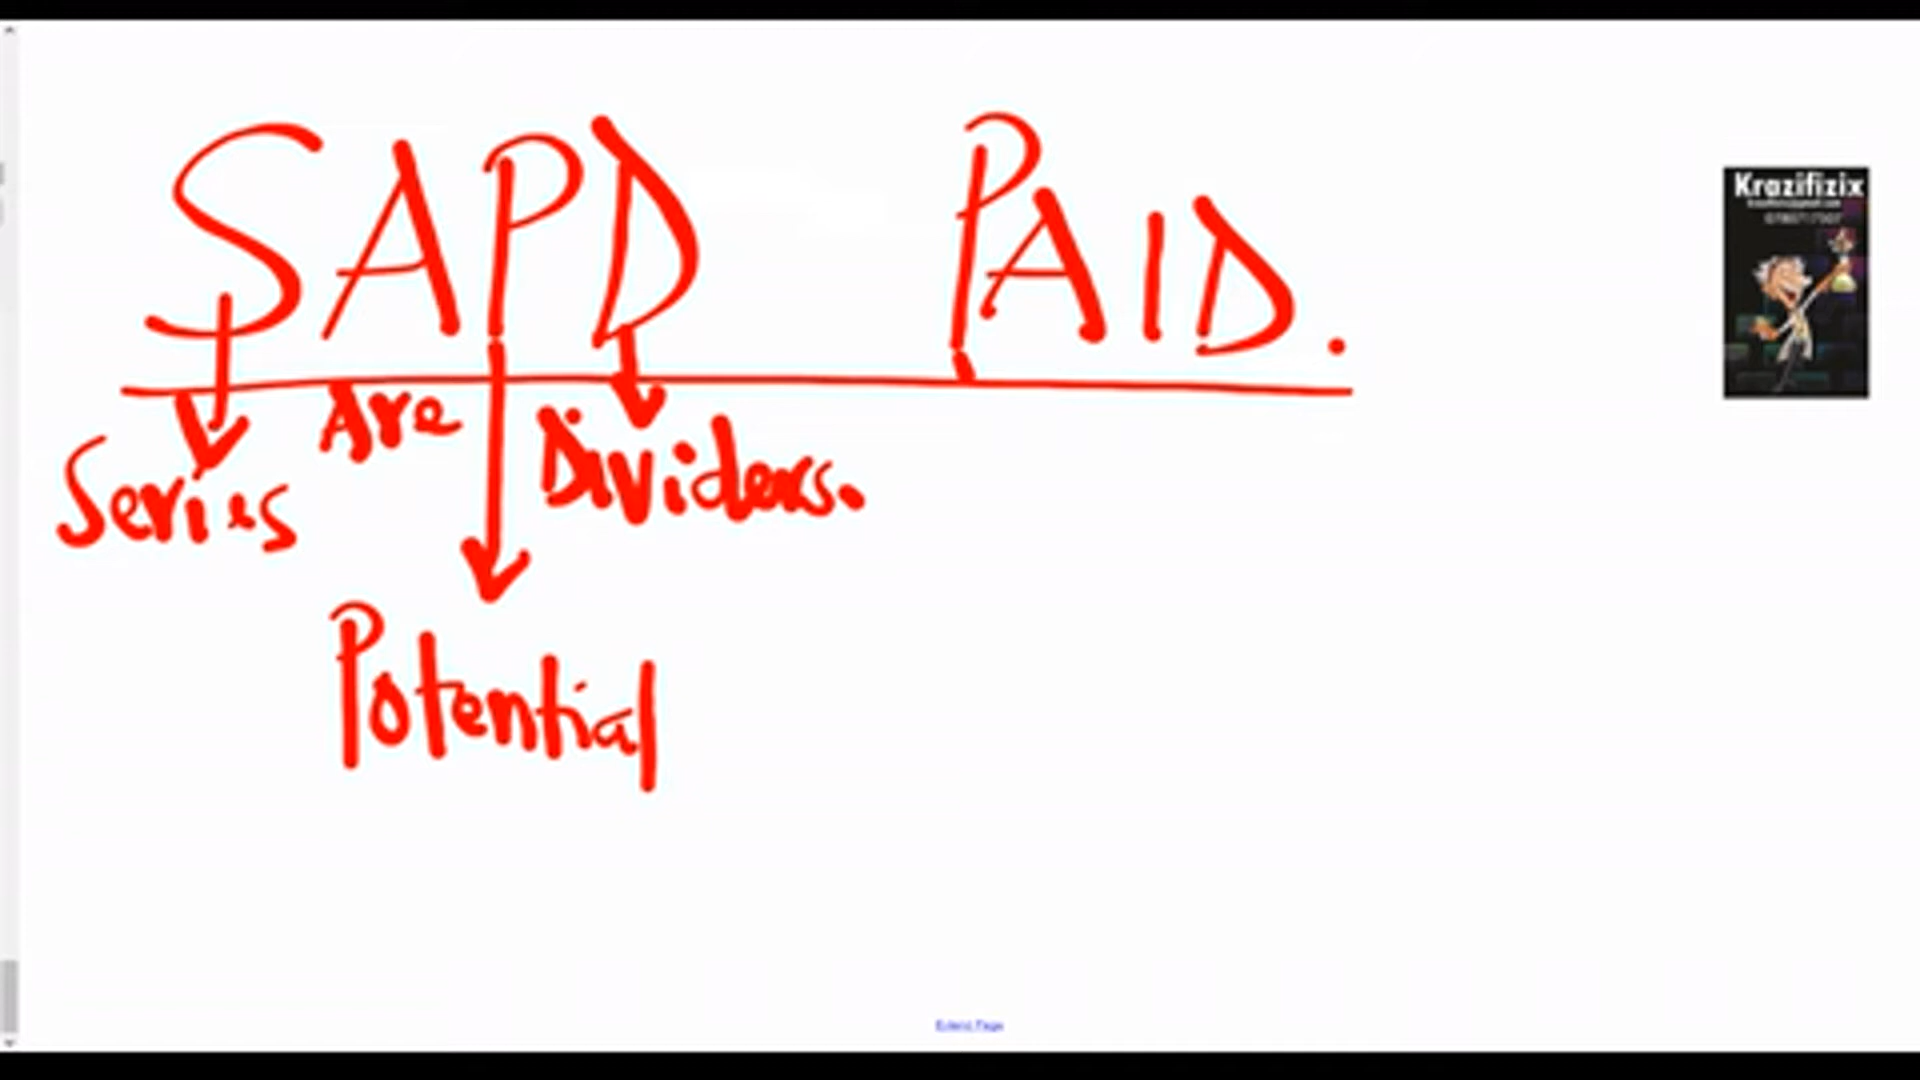 SAPD PAID.
Series Are Dividers.
Potential
Krazifizix